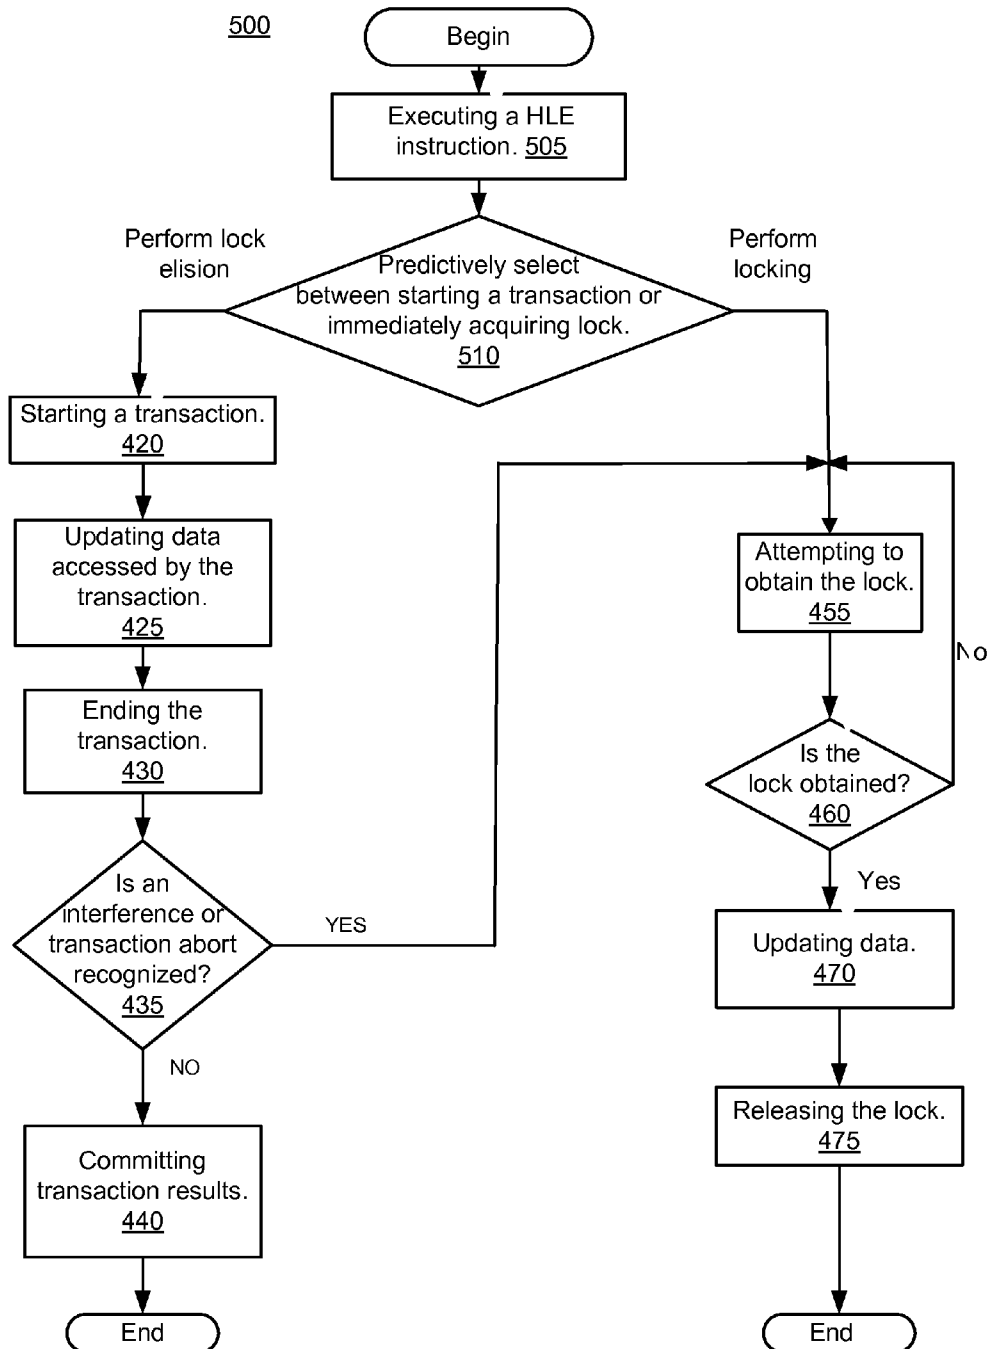 500
Begin
Executing a HLE
instruction. 505
Perform lock
elision
Perform
locking
Predictively select
between starting a transaction or
immediately acquiring lock.
510
Starting a transaction.
420
Updating data
accessed by the
transaction.
425
Ending the
transaction.
430
Is an
interference or
transaction abort
recognized?
435
YES
NO
Committing
transaction results.
440
End
Attempting to
obtain the lock.
455
No
Is the
lock obtained?
460
Yes
Updating data.
470
Releasing the lock.
475
End